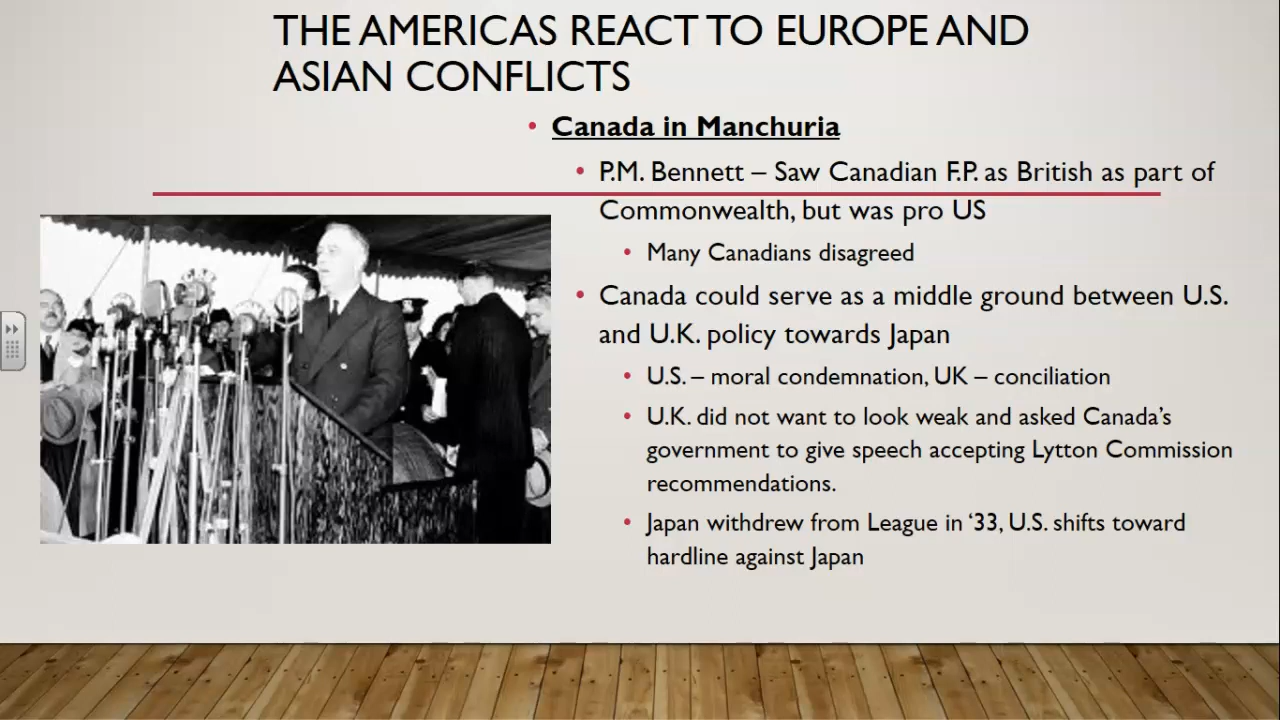 THE AMERICAS REACT TO EUROPE AND
ASIAN CONFLICTS
• Canada in Manchuria
• P.M. Bennett – Saw Canadian F.P. as British as part of
Commonwealth, but was pro US
• Many Canadians disagreed
• Canada could serve as a middle ground between U.S.
and U.K. policy towards Japan
• U.S. – moral condemnation, UK – conciliation
• U.K. did not want to look weak and asked Canada’s
government to give speech accepting Lytton Commission
recommendations.
• Japan withdrew from League in ‘33, U.S. shifts toward
hardline against Japan